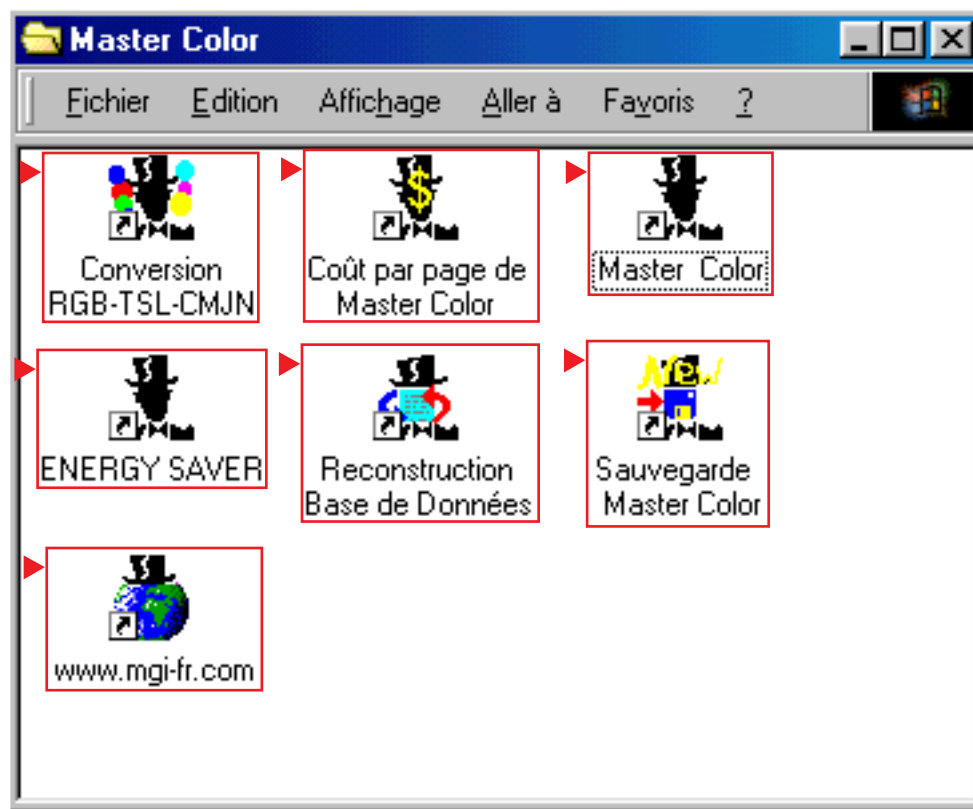 Master Color
Fichier Edition Affichage Aller à Favoris ?
Conversion
RGB-TSL-CMJN
Coût par page de
Master Color
Master Color
ENERGY SAVER
Reconstruction
Base de Données
New
Sauvegarde
Master Color
www.mgi-fr.com